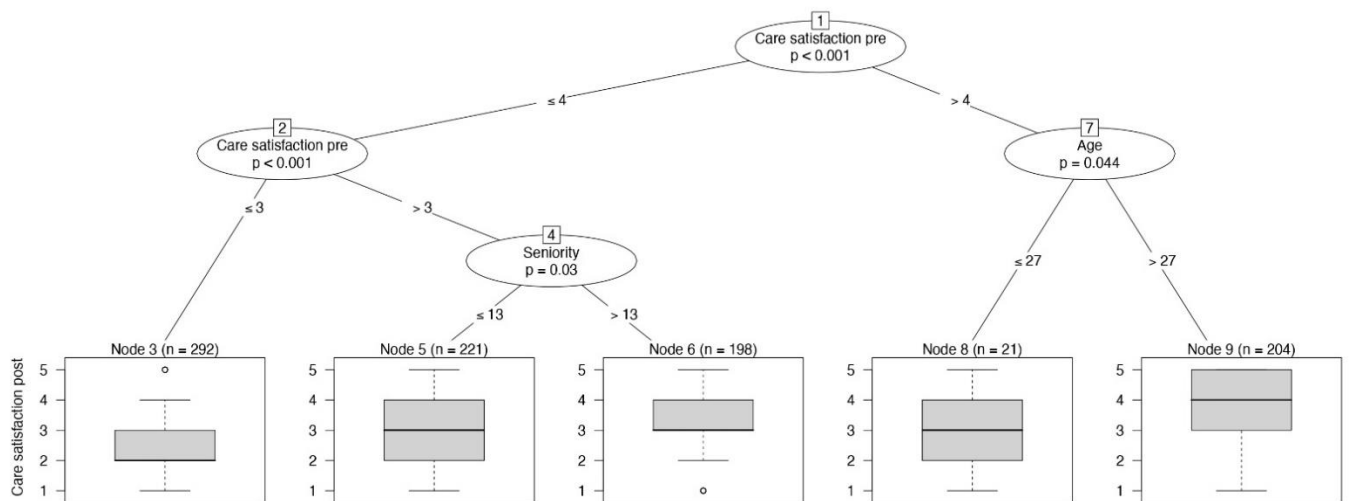 1
Care satisfaction pre
p < 0.001
≤ 4
> 4
2
Care satisfaction pre
p < 0.001
7
Age
p = 0.044
≤ 3
> 3
4
Seniority
p = 0.03
≤ 27
> 27
≤ 13
> 13
Node 3 (n = 292)
Node 5 (n = 221)
Node 6 (n = 198)
Node 8 (n = 21)
Node 9 (n = 204)
Care satisfaction post
5
4
3
2
1
5
4
3
2
1
5
4
3
2
1
5
4
3
2
1
5
4
3
2
1